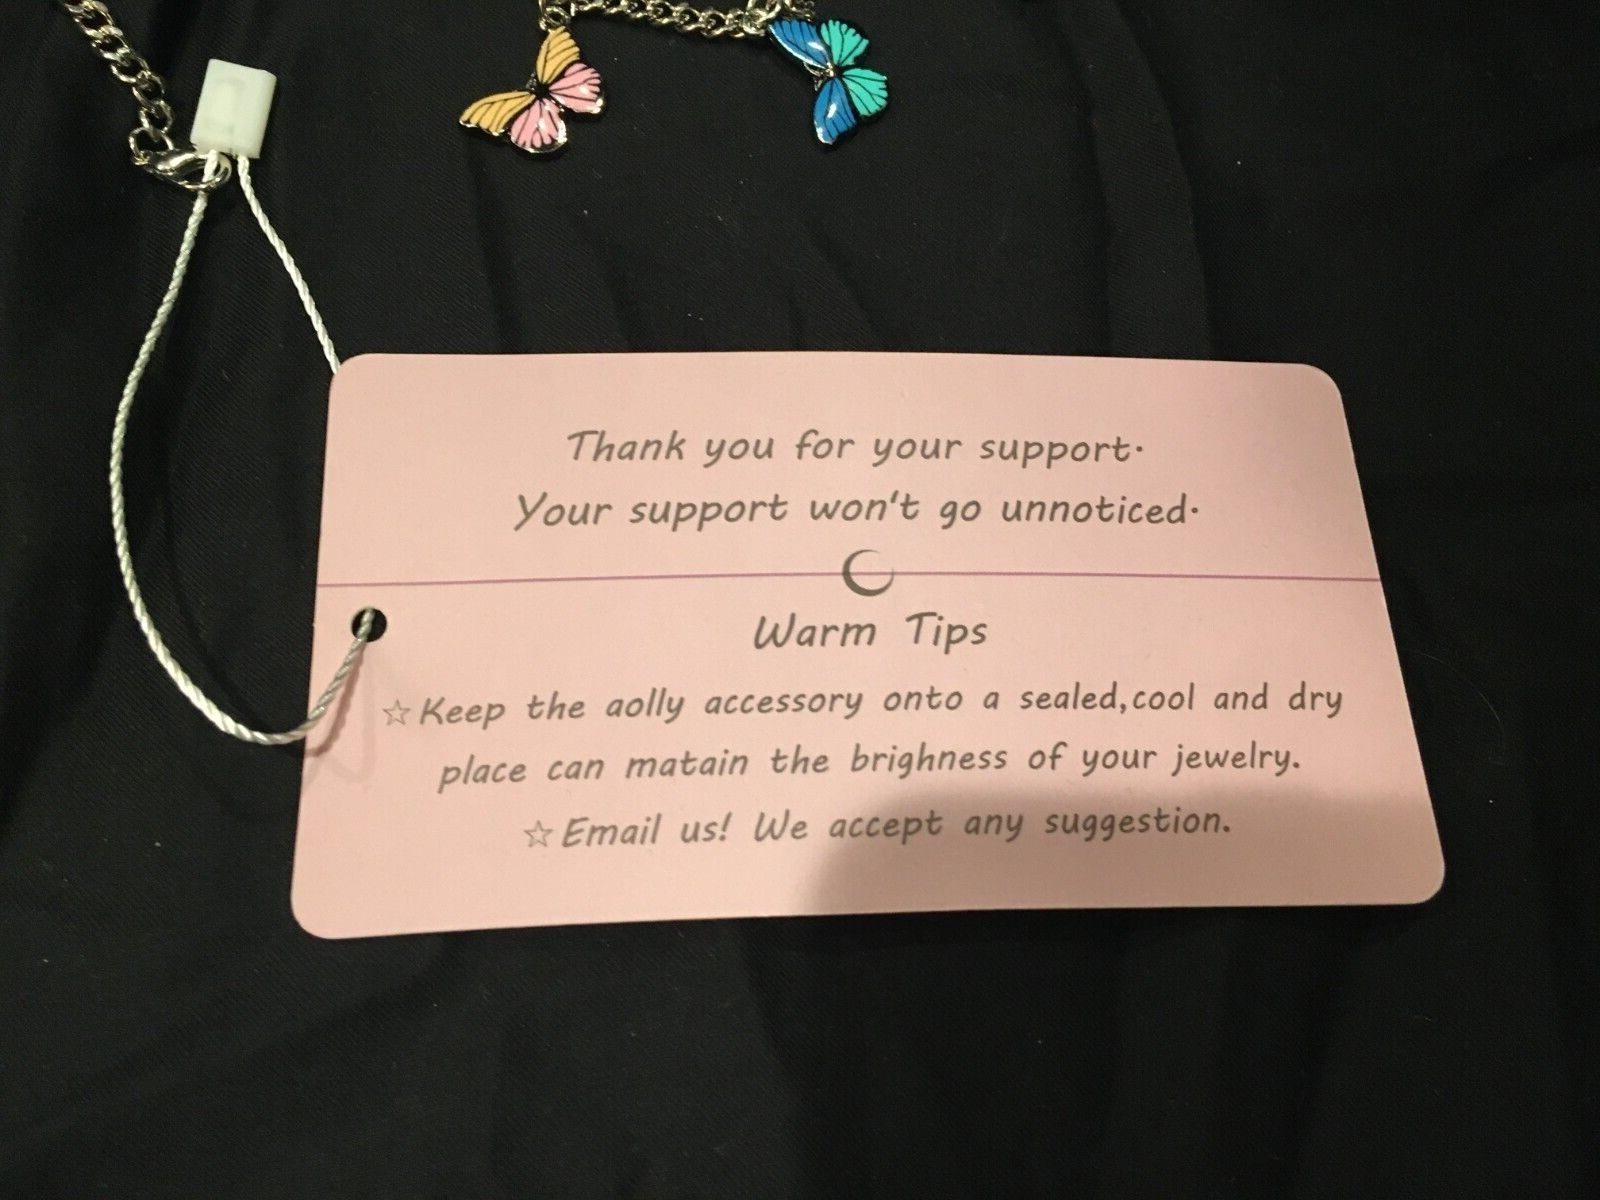 Thank you for your support.
Your support won't go unnoticed.
Warm Tips
☆Keep the aolly accessory onto a sealed,cool and dry
place can matain the brighness of your jewelry.
☆Email us! We accept any suggestion.